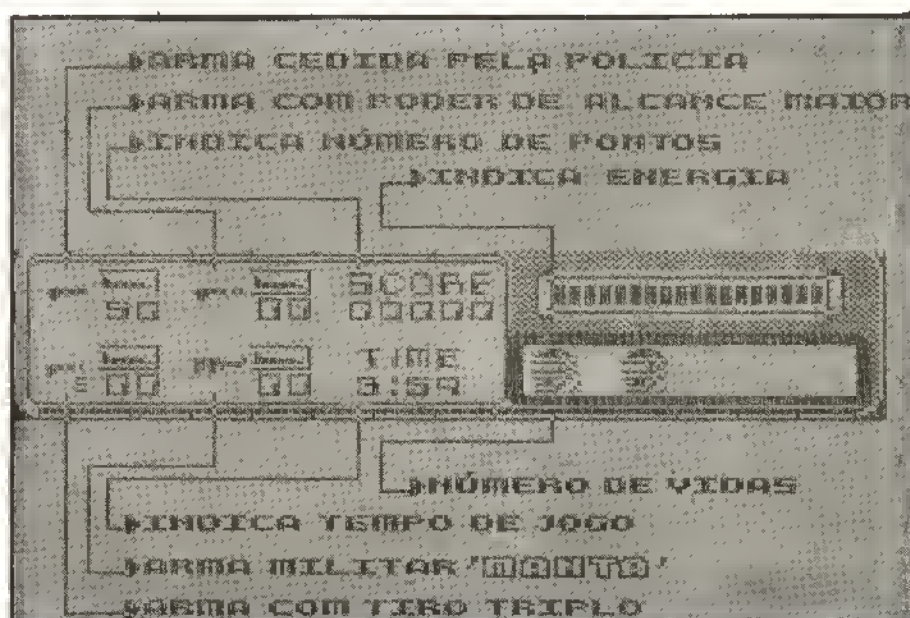 ARMA CEDIDA PELA POLICIA
ARMA COM PODER DE ALCANCE MAIOR
INDICA NÚMERO DE PONTOS
INDICA ENERGIA
SCORE
50 00 00000
TIME
00 00 3:59
NÚMERO DE VIDAS
INDICA TEMPO DE JOGO
ARMA MILITAR 'MANTA'
ARMA COM TIRO TRIPLO